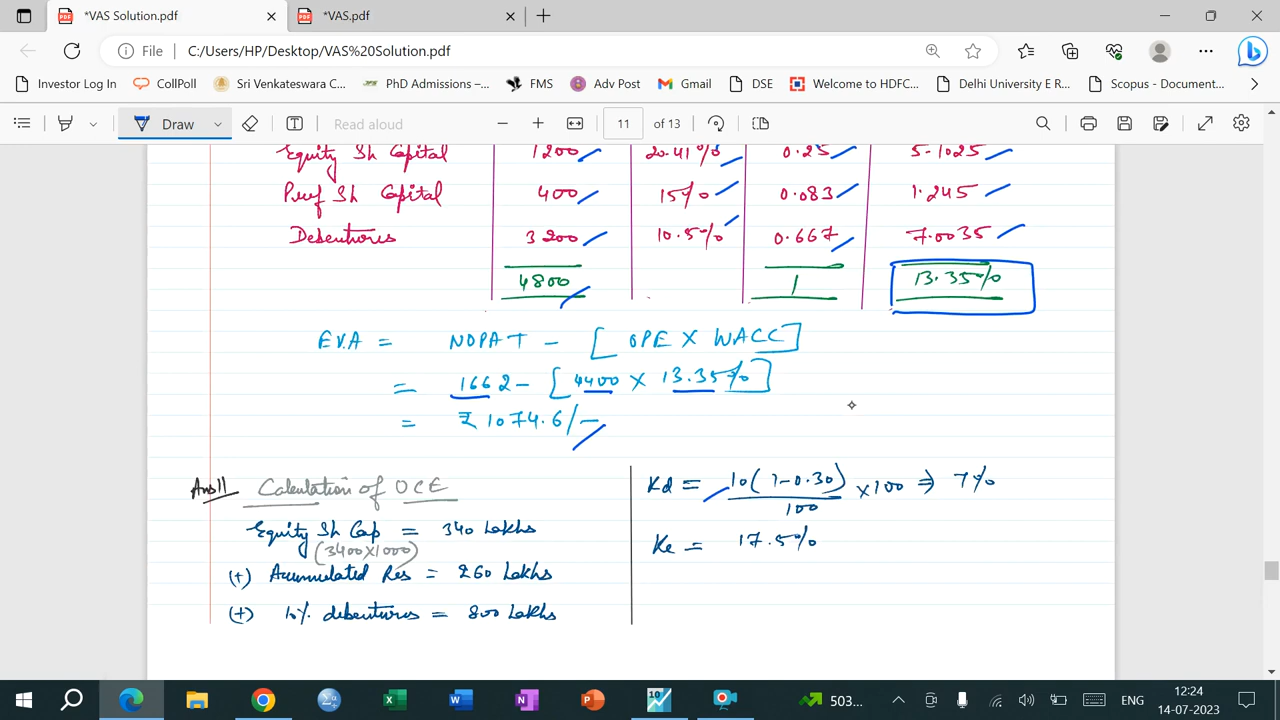 *VAS Solution.pdf
*VAS.pdf
File C:/Users/HP/Desktop/VAS%20Solution.pdf
Investor Log In CollPoll Sri Venkateswara C... PhD Admissions –... FMS Adv Post Gmail DSE Welcome to HDFC... Delhi University E R... Scopus - Document...
Draw Read aloud 11 of 13
Equity Sh Capital 1200 20.41% 0.25 5.1025
Pref Sh Capital 400 15% 0.083 1.245
Debentures 3200 10.5% 0.667 7.0035
4800 1 13.35%
EVA = NOPAT - [OPE X WACC]
= 1662 - [4400 X 13.35%]
= ₹1074.6/-
Ans11 Calculation of OCE
Equity Sh Cap = 340 Lakhs
(3400X1000)
(+) Accumulated Res = 260 Lakhs
(+) 10% debentures = 800 Lakhs
Kd = 10(1-0.30)/100 X100 ⇒ 7%
Ke = 17.5%
10
503...
ENG
12:24
14-07-2023